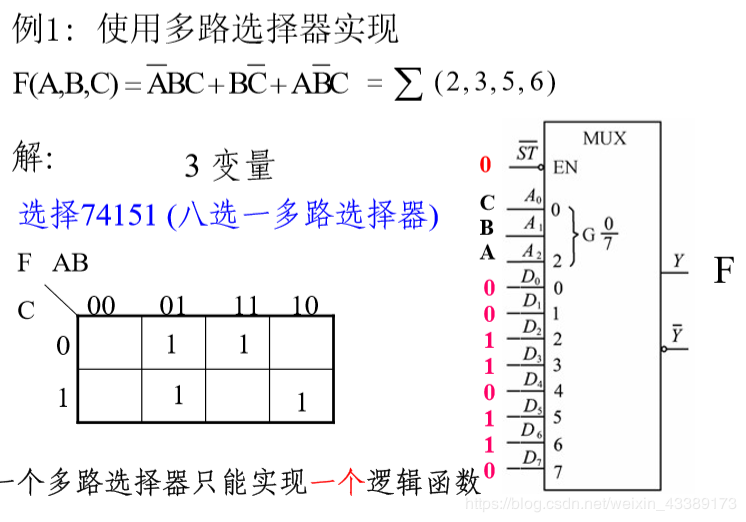 例1：使用多路选择器实现
F(A,B,C) = A̅BC + BC̅ + AB̅C = ∑ (2,3,5,6)
解：
3 变量
选择74151 (八选一多路选择器)
F AB
C 00 01 11 10
0 1 1
1 1 1
一个多路选择器只能实现一个逻辑函数
MUX
0 S̅T̅ EN
C A₀ 0
B A₁ G 0/7
A A₂ 2
0 D₀ 0
0 D₁ 1
1 D₂ 2
1 D₃ 3
0 D₄ 4
1 D₅ 5
1 D₆ 6
0 D₇ 7
Y F
Y̅
https://blog.csdn.net/weixin_43389173